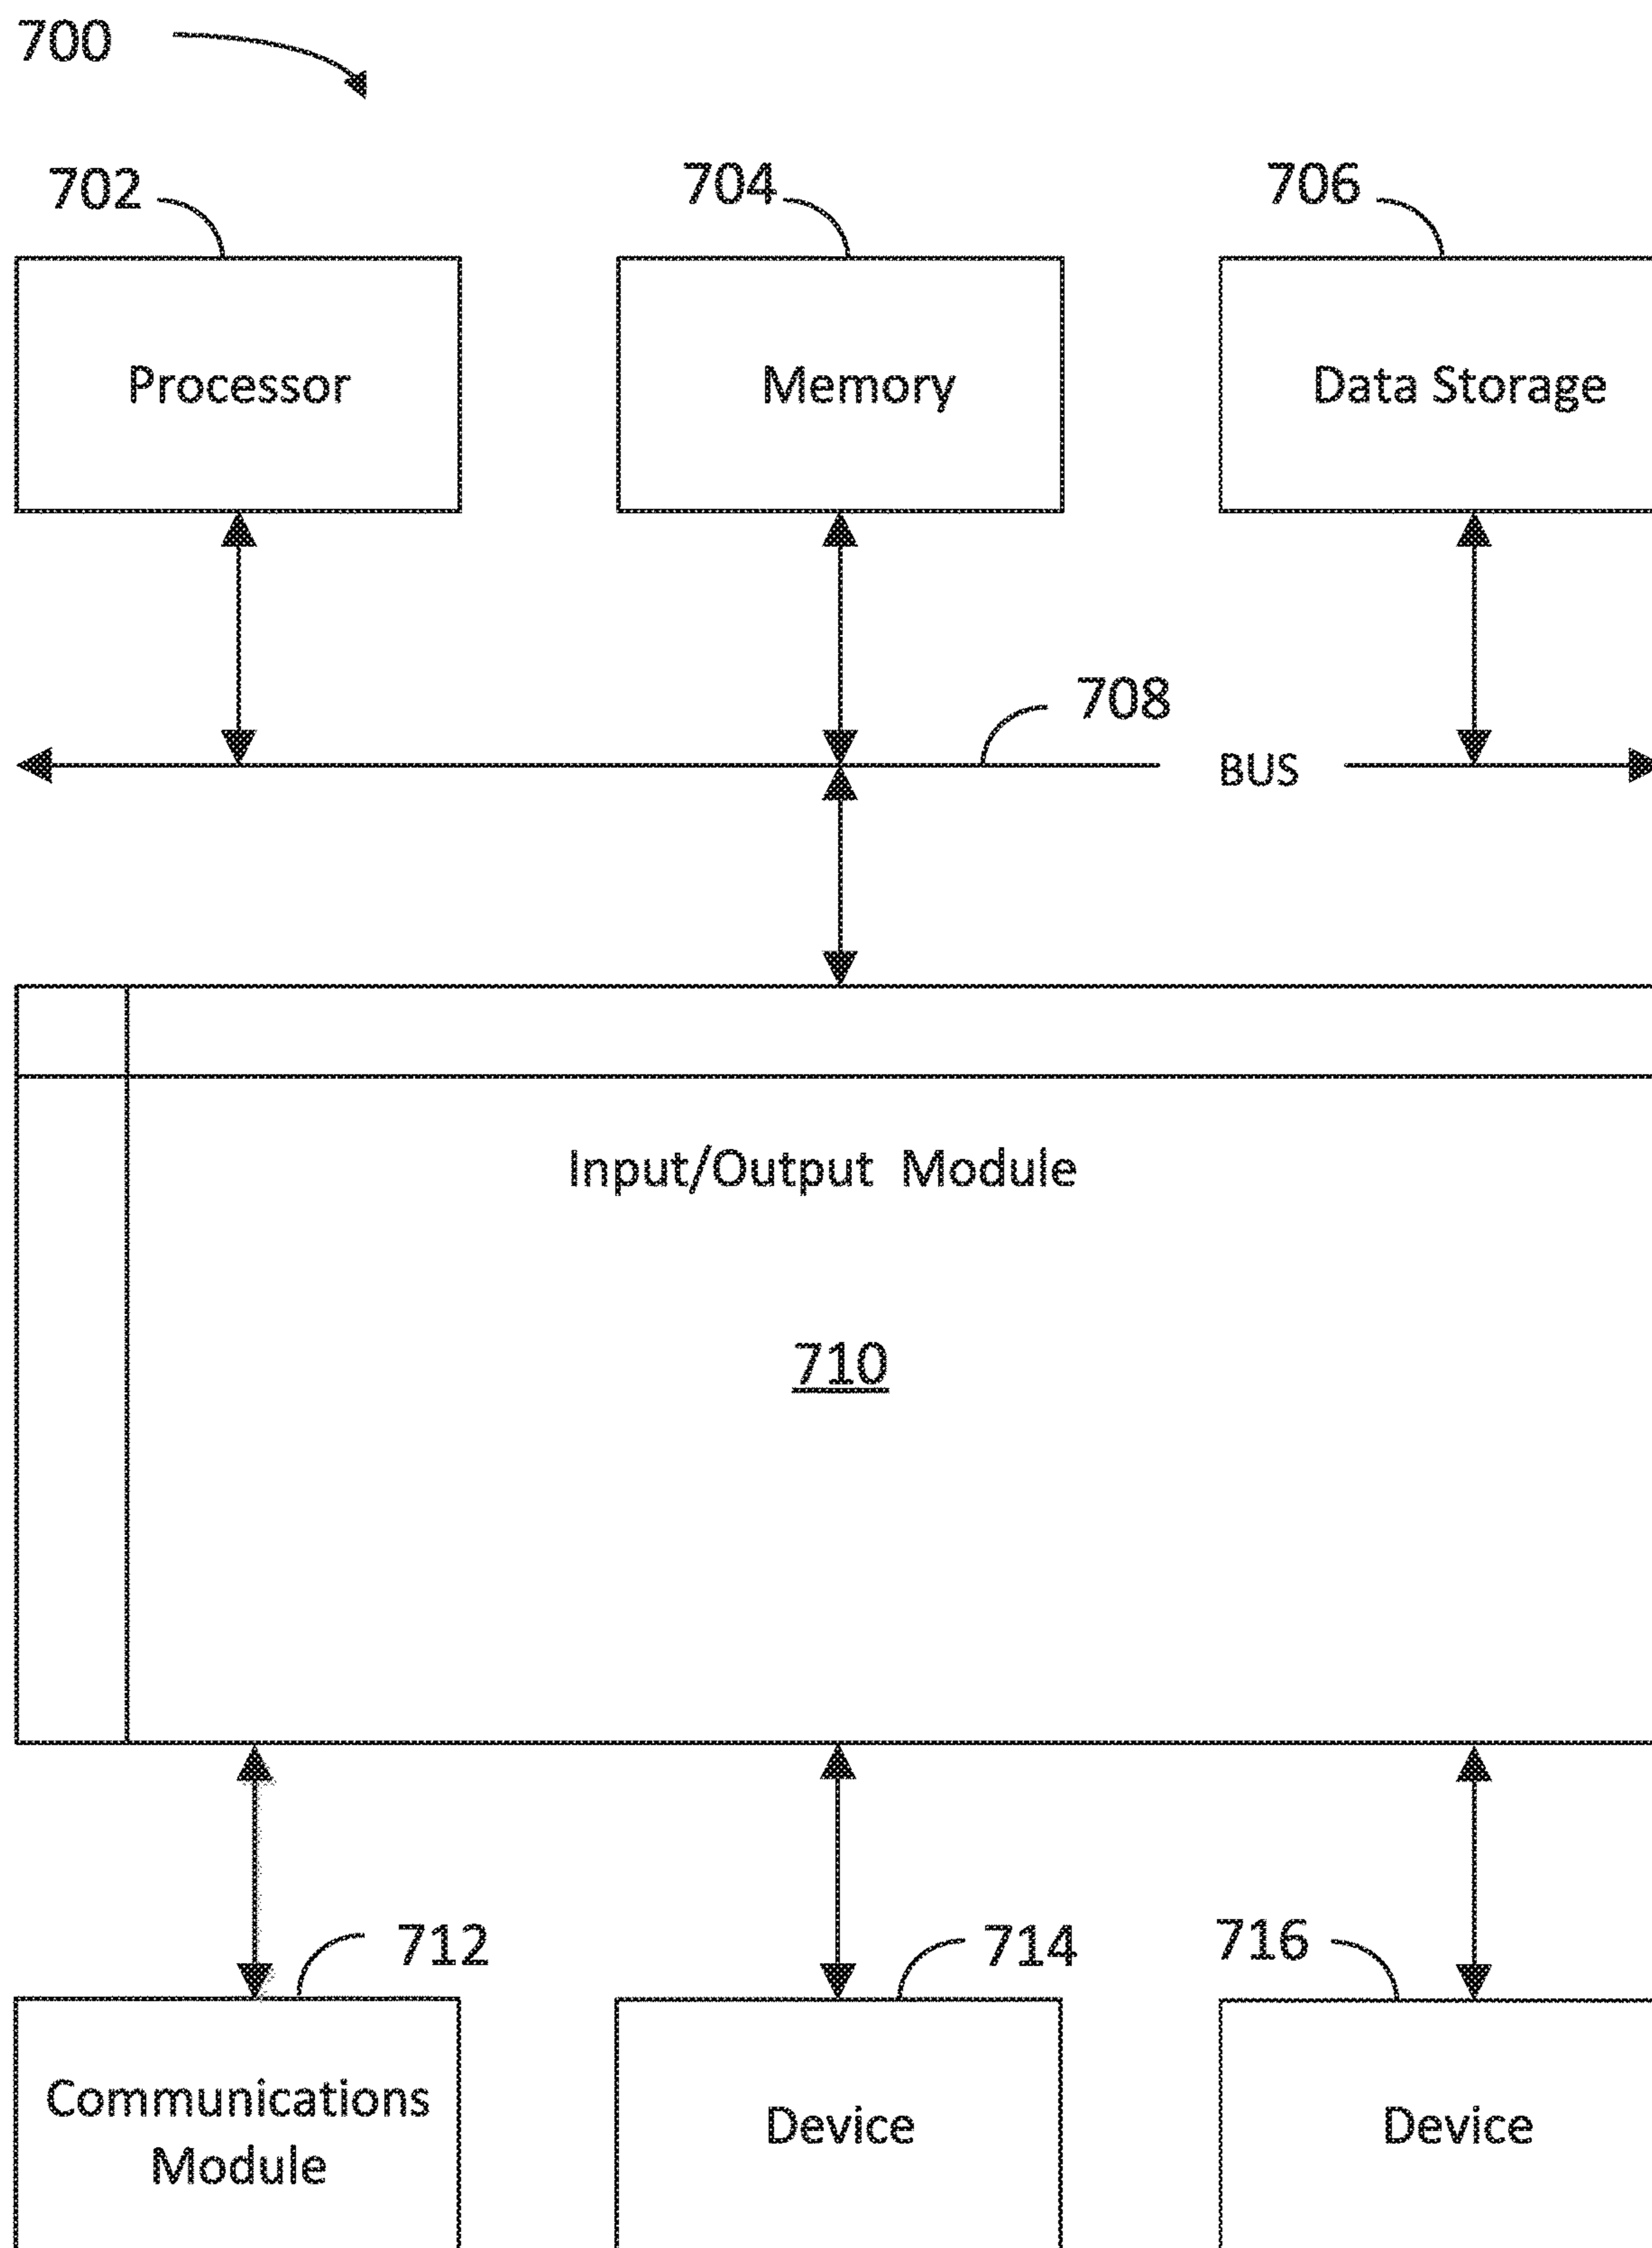 700
702
704
706
Processor
Memory
Data Storage
708
BUS
Input/Output Module
710
712
714
716
Communications
Module
Device
Device